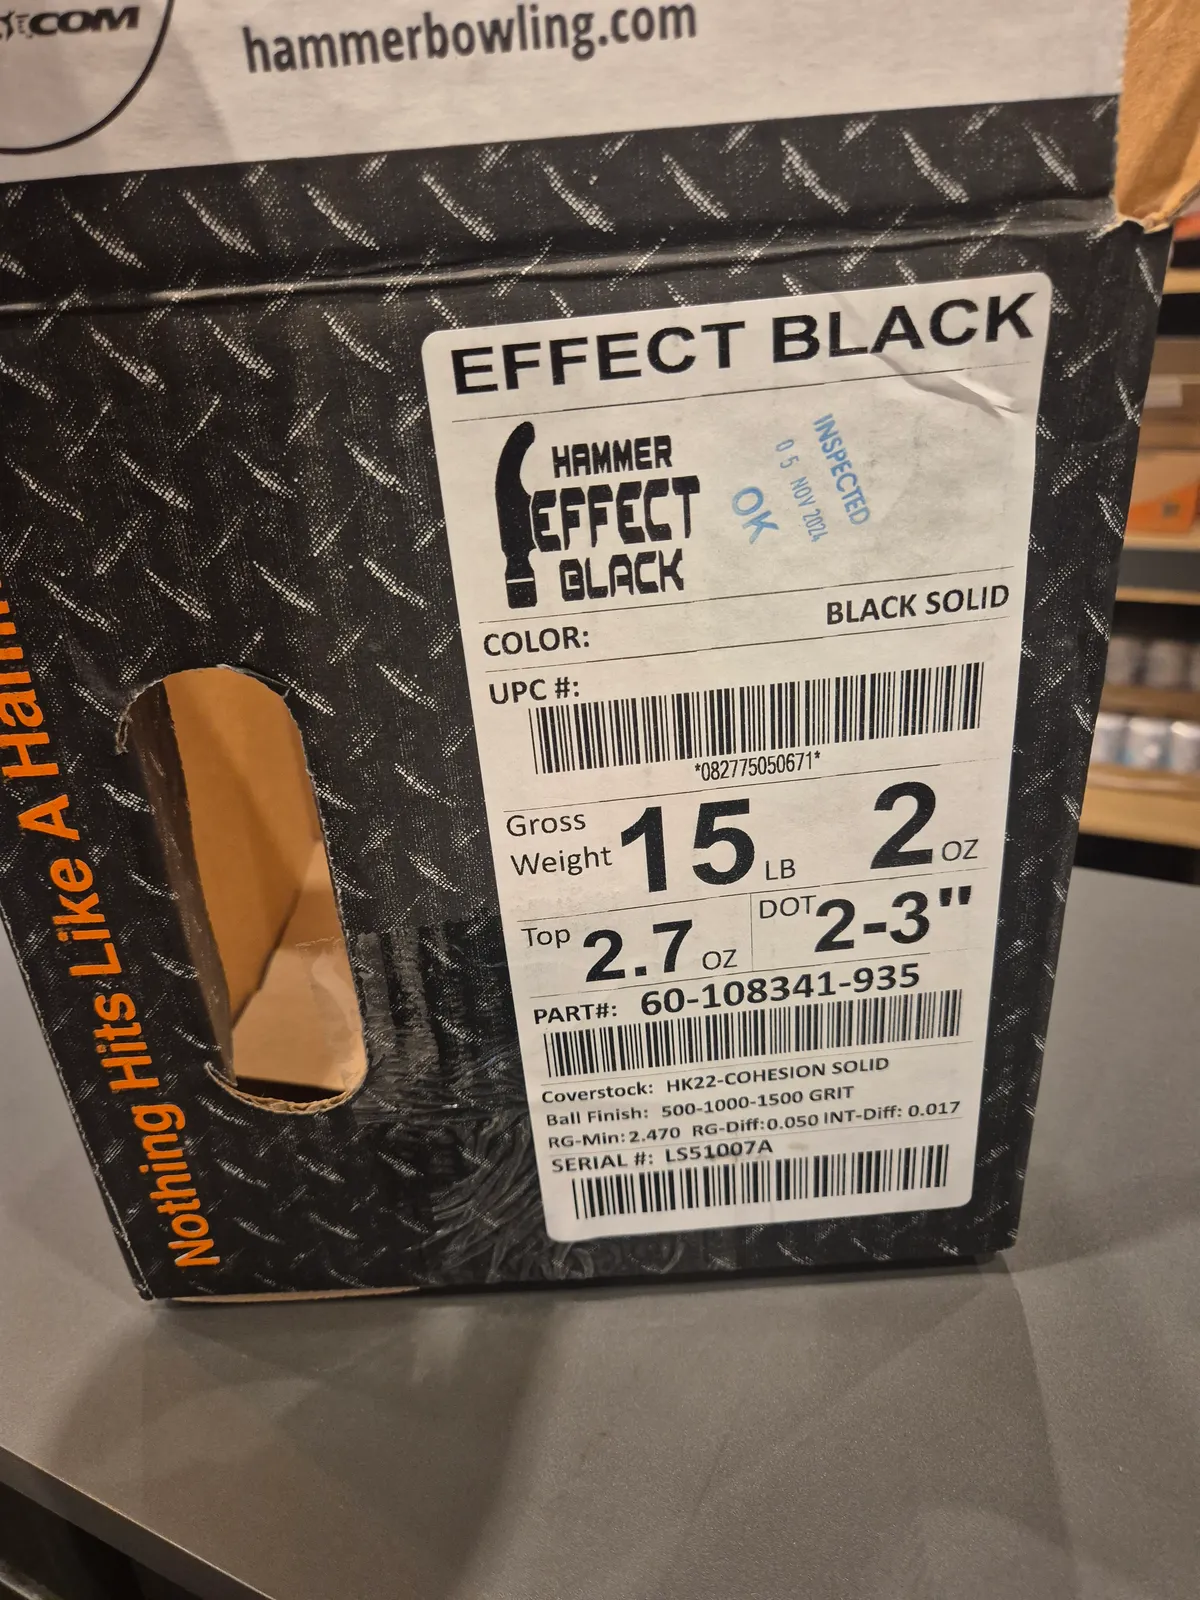 .COM
hammerbowling.com
EFFECT BLACK
HAMMER
EFFECT
BLACK
INSPECTED
05 NOV 2024
OK
COLOR: BLACK SOLID
UPC #:
*082775050671*
Gross Weight 15 LB 2 OZ
Top 2.7 OZ DOT 2-3"
PART#: 60-108341-935
Coverstock: HK22-COHESION SOLID
Ball Finish: 500-1000-1500 GRIT
RG-Min: 2.470 RG-Diff: 0.050 INT-Diff: 0.017
SERIAL #: LS51007A
Nothing Hits Like A